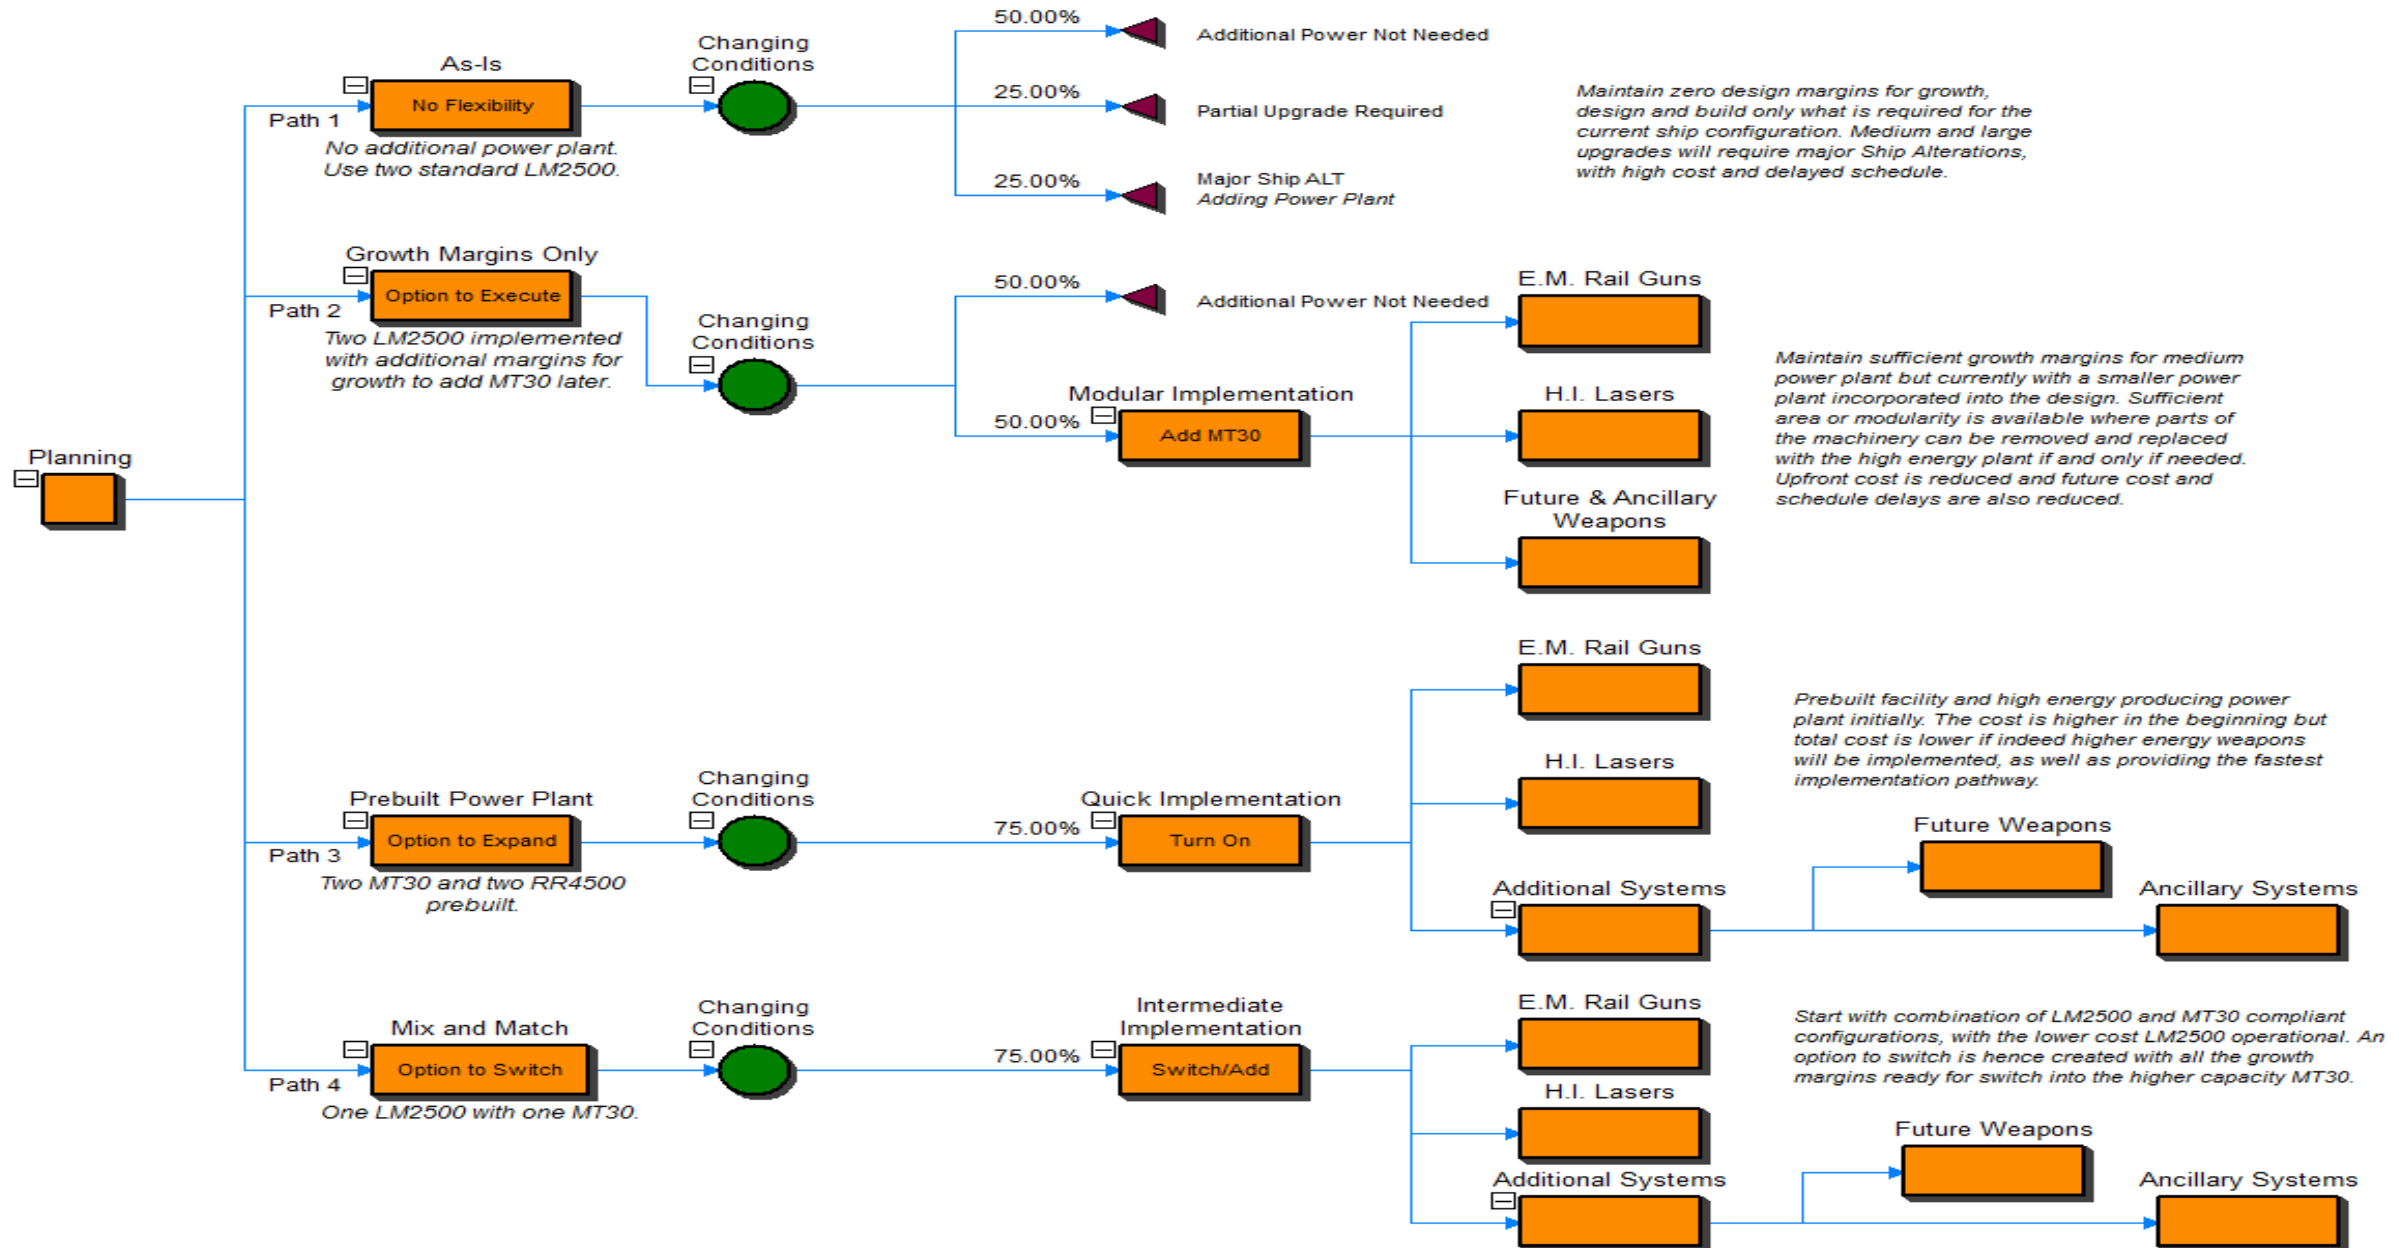 Planning
Path 1
As-Is
No Flexibility
No additional power plant.
Use two standard LM2500.
Changing
Conditions
50.00%
Additional Power Not Needed
25.00%
Partial Upgrade Required
25.00%
Major Ship ALT
Adding Power Plant
Maintain zero design margins for growth,
design and build only what is required for the
current ship configuration. Medium and large
upgrades will require major Ship Alterations,
with high cost and delayed schedule.
Path 2
Growth Margins Only
Option to Execute
Two LM2500 implemented
with additional margins for
growth to add MT30 later.
Changing
Conditions
50.00%
Additional Power Not Needed
50.00%
Modular Implementation
Add MT30
E.M. Rail Guns
H.I. Lasers
Future & Ancillary
Weapons
Maintain sufficient growth margins for medium
power plant but currently with a smaller power
plant incorporated into the design. Sufficient
area or modularity is available where parts of
the machinery can be removed and replaced
with the high energy plant if and only if needed.
Upfront cost is reduced and future cost and
schedule delays are also reduced.
Path 3
Prebuilt Power Plant
Option to Expand
Two MT30 and two RR4500
prebuilt.
Changing
Conditions
75.00%
Quick Implementation
Turn On
E.M. Rail Guns
H.I. Lasers
Additional Systems
Future Weapons
Ancillary Systems
Prebuilt facility and high energy producing power
plant initially. The cost is higher in the beginning but
total cost is lower if indeed higher energy weapons
will be implemented, as well as providing the fastest
implementation pathway.
Path 4
Mix and Match
Option to Switch
One LM2500 with one MT30.
Changing
Conditions
75.00%
Intermediate
Implementation
Switch/Add
E.M. Rail Guns
H.I. Lasers
Additional Systems
Future Weapons
Ancillary Systems
Start with combination of LM2500 and MT30 compliant
configurations, with the lower cost LM2500 operational. An
option to switch is hence created with all the growth
margins ready for switch into the higher capacity MT30.